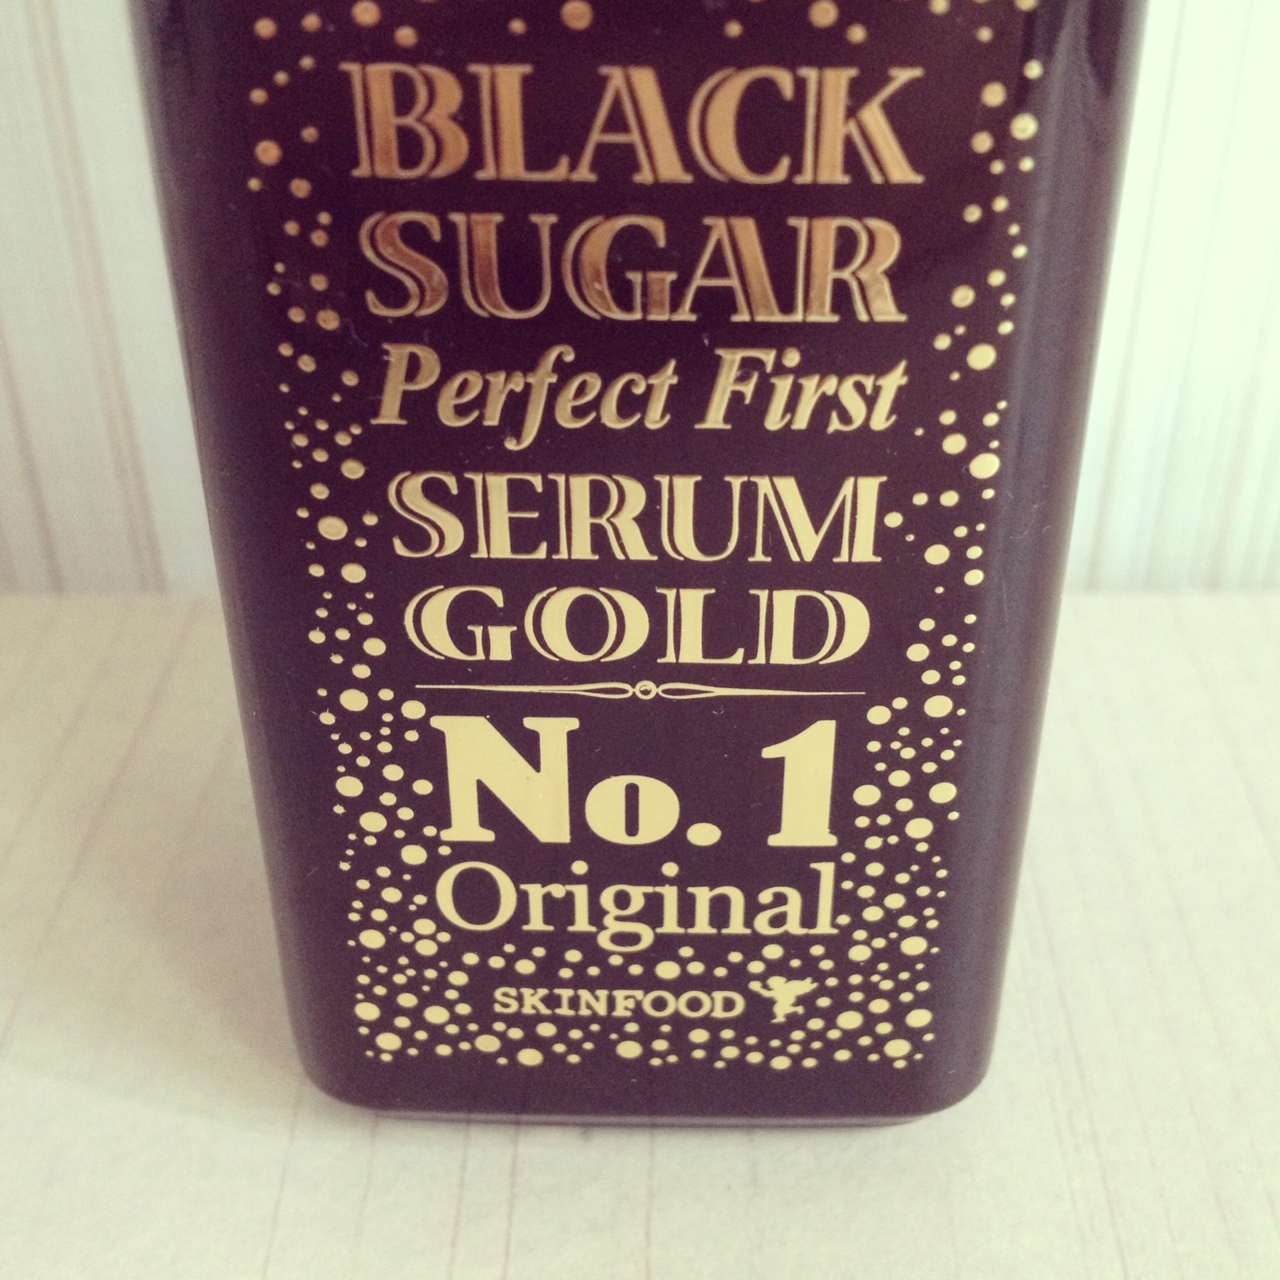 BLACK
SUGAR
Perfect First
SERUM
GOLD
No. 1
Original
SKINFOOD